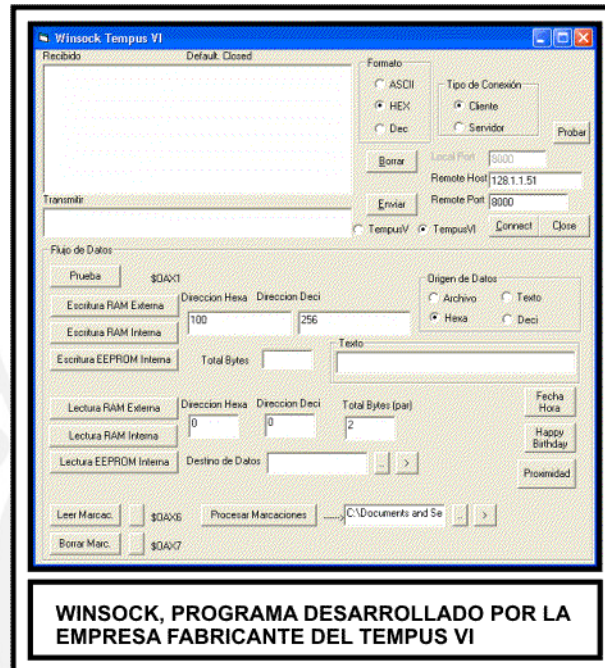 Winsock Tempus VI
Recibido Default. Closed
Formato
ASCII
HEX
Dec
Tipo de Conexión
Cliente
Servidor
Probar
Borrar
Local Port 8000
Remote Host 128.1.1.51
Transmitir
Enviar
Remote Port 8000
TempusV TempusVI Connect Close
Flujo de Datos
Prueba $0AX1
Escritura RAM Externa
Escritura RAM Interna
Escritura EEPROM Interna
Direccion Hexa Direccion Deci
100 256
Origen de Datos
Archivo Texto
Hexa Deci
Total Bytes
Texto
Lectura RAM Externa
Lectura RAM Interna
Lectura EEPROM Interna
Direccion Hexa Direccion Deci Total Bytes (par)
0 0 2
Destino de Datos .. >
Fecha
Hora
Happy
Birthday
Proximidad
Leer Marcac. $0AX6 Procesar Marcaciones ----> C:\Documents and Se .. >
Borrar Marc. $0AX7
WINSOCK, PROGRAMA DESARROLLADO POR LA
EMPRESA FABRICANTE DEL TEMPUS VI